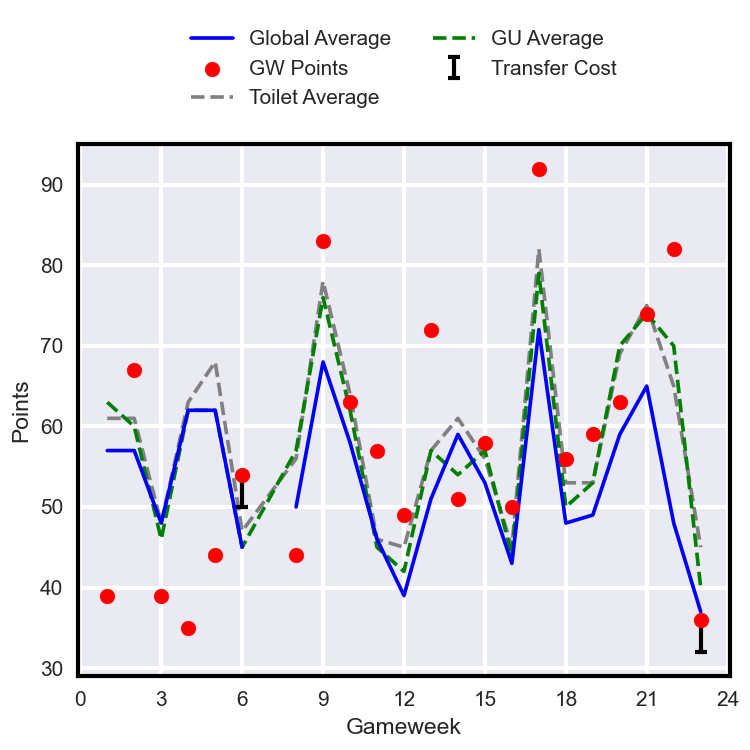 Global Average
GW Points
Toilet Average
GU Average
Transfer Cost
90
80
70
60
50
40
30
Points
0 3 6 9 12 15 18 21 24
Gameweek